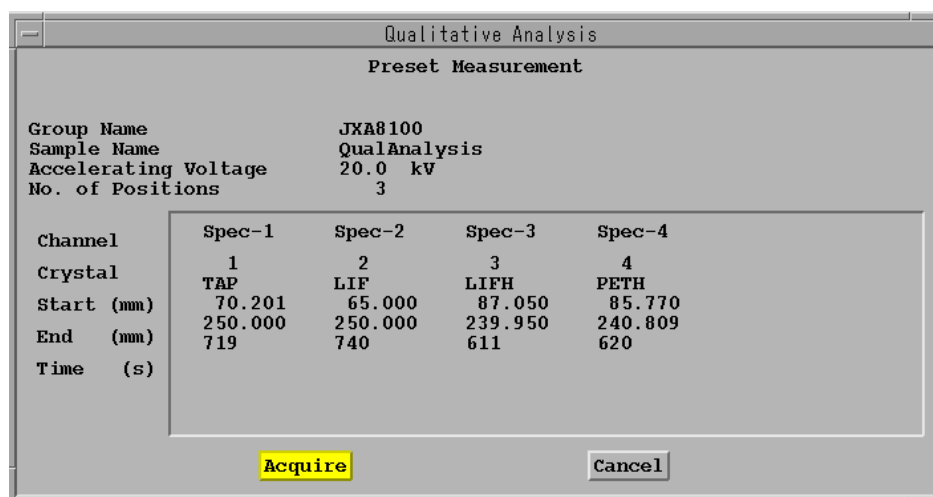 Qualitative Analysis
Preset Measurement
Group Name JXA8100
Sample Name QualAnalysis
Accelerating Voltage 20.0 kV
No. of Positions 3
Spec-1 Spec-2 Spec-3 Spec-4
Channel 1 2 3 4
Crystal TAP LIF LIFH PETH
Start (mm) 70.201 65.000 87.050 85.770
End (mm) 250.000 250.000 239.950 240.809
Time (s) 719 740 611 620
Acquire Cancel